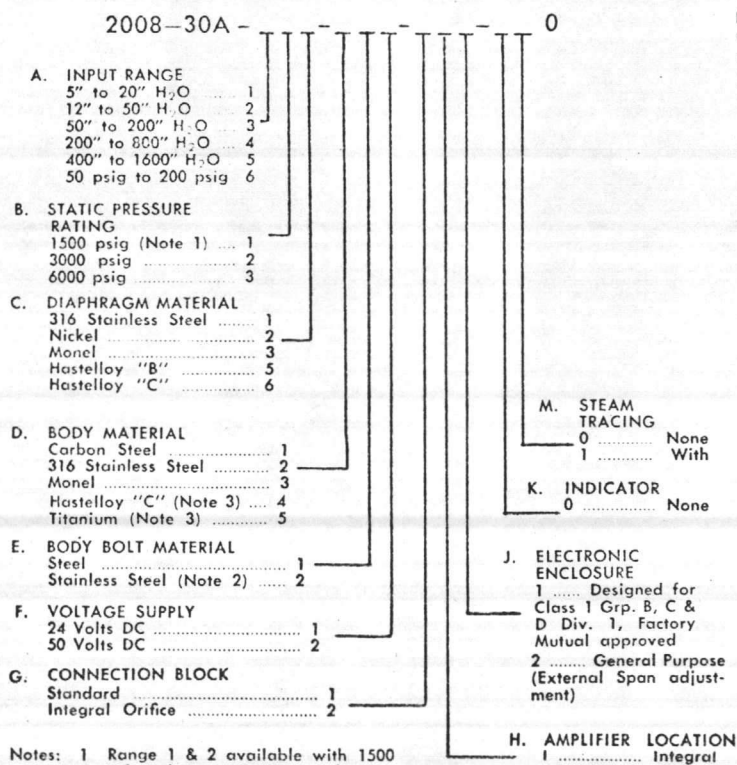 2008-30A - - - 0
A. INPUT RANGE
5" to 20" H2O 1
12" to 50" H2O 2
50" to 200" H2O 3
200" to 800" H2O 4
400" to 1600" H2O 5
50 psig to 200 psig 6
B. STATIC PRESSURE
RATING
1500 psig (Note 1) ..... 1
3000 psig ............... 2
6000 psig 3
C. DIAPHRAGM MATERIAL
316 Stainless Steel ....... 1
Nickel ......................... 2
Monel ......................... 3
Hastelloy "B" ............ 5
Hastelloy "C" 6
D. BODY MATERIAL
Carbon Steel ............... 1
316 Stainless Steel ......... 2
Monel ......................... 3
Hastelloy "C" (Note 3) .... 4
Titanium (Note 3) .......... 5
E. BODY BOLT MATERIAL
Steel ............................ 1
Stainless Steel (Note 2) ..... 2
F. VOLTAGE SUPPLY
24 Volts DC ...................... 1
50 Volts DC ...................... 2
G. CONNECTION BLOCK
Standard ............................ 1
Integral Orifice .................... 2
Notes: 1 Range 1 & 2 available with 1500
M. STEAM
TRACING
0 .......... None
1 .......... With
K. INDICATOR
0 ............. None
J. ELECTRONIC
ENCLOSURE
1 Designed for
Class 1 Grp. B, C &
D Div. 1, Factory
Mutual approved
2 General Purpose
(External Span adjust-
ment)
H. AMPLIFIER LOCATION
.................. Integral